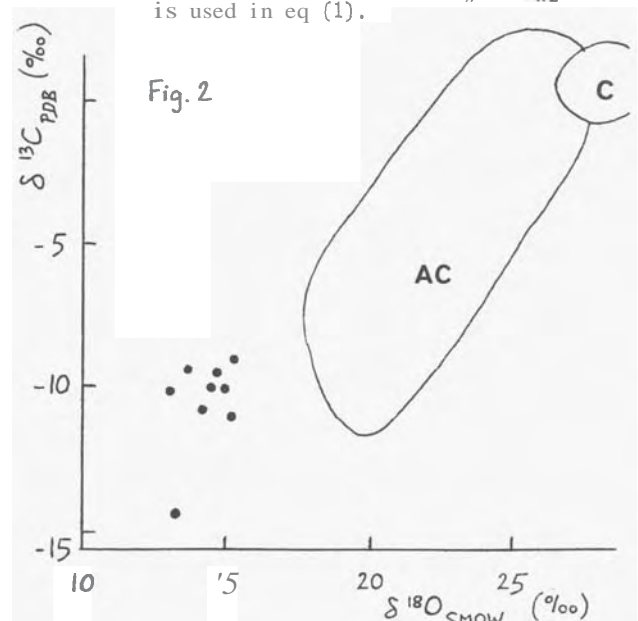 is used in eq (1).
Fig. 2
δ ¹³C PDB (‰)
C
-5
AC
-10
-15
10 15 20 25
δ ¹⁸O SMOW (‰)